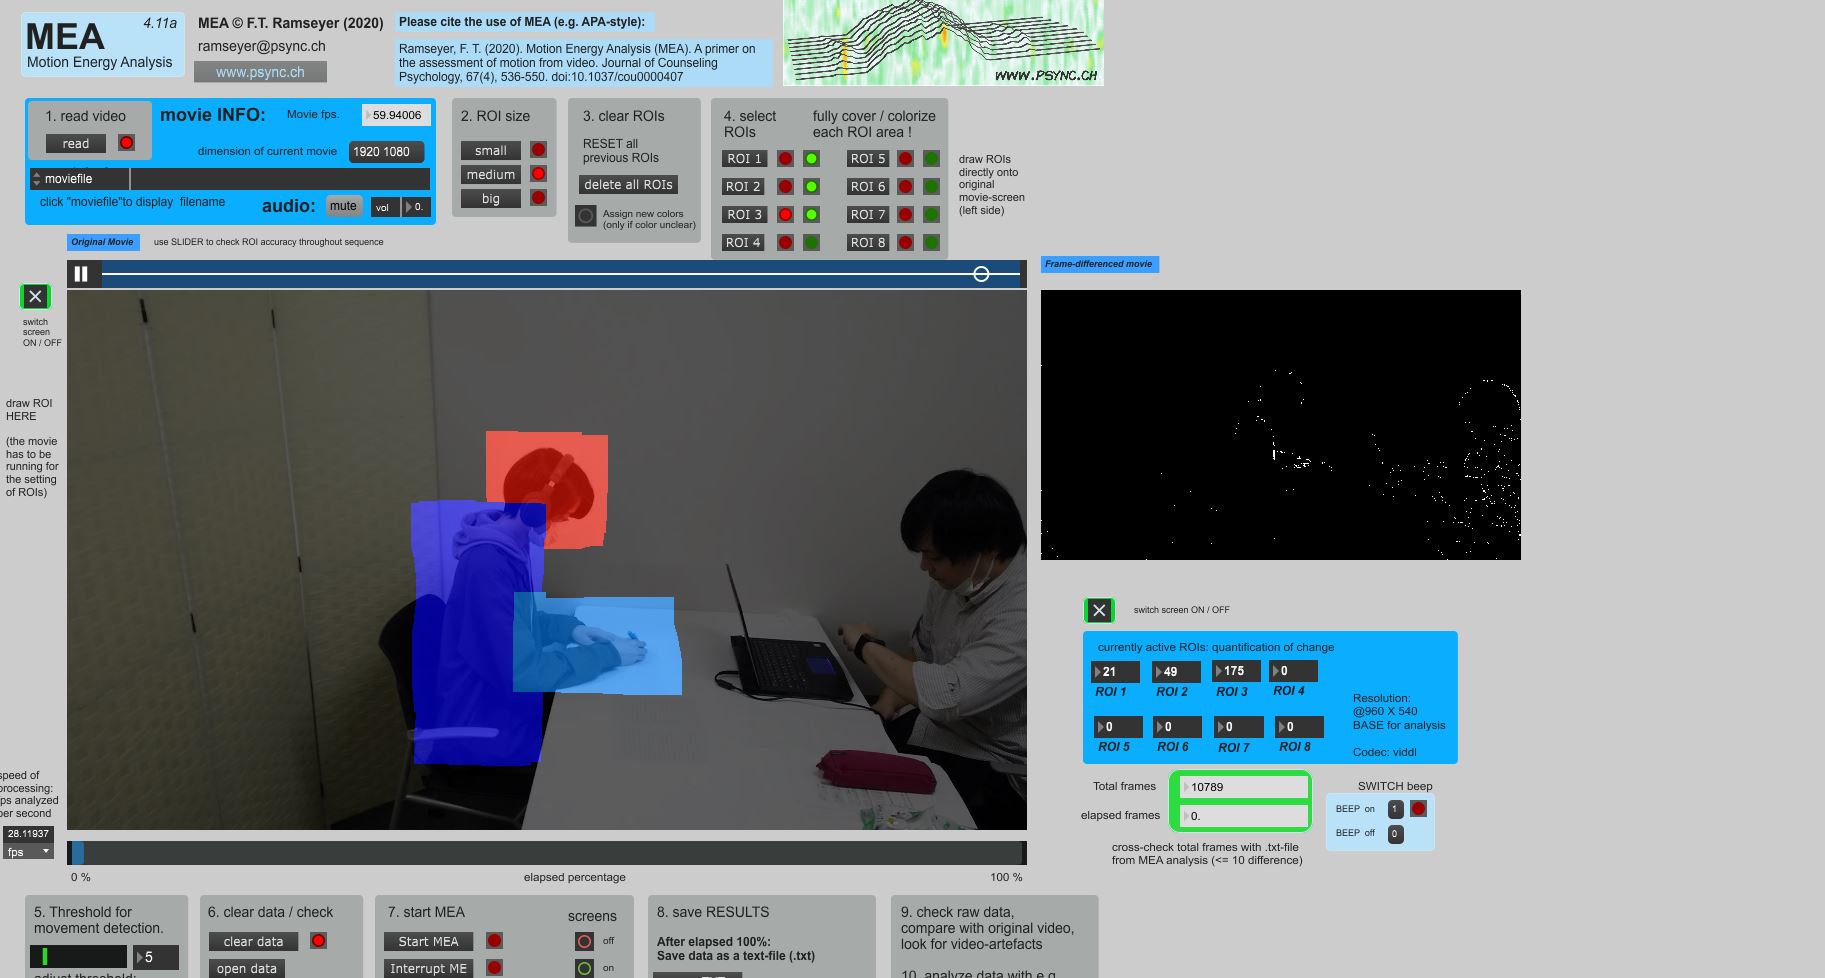 MEA
4.11a
Motion Energy Analysis
MEA © F.T. Ramseyer (2020)
ramseyer@psync.ch
www.psync.ch
Please cite the use of MEA (e.g. APA-style):
Ramseyer, F. T. (2020). Motion Energy Analysis (MEA). A primer on
the assessment of motion from video. Journal of Counseling
Psychology, 67(4), 536-550. doi:10.1037/cou0000407
WWW.PSYNC.CH
1. read video
read
movie INFO:
Movie fps.
59.94006
dimension of current movie
1920 1080
moviefile
click "moviefile"to display filename
audio:
mute
vol
0.
2. ROI size
small
medium
big
3. clear ROIs
RESET all
previous ROIs
delete all ROIs
Assign new colors
(only if color unclear)
4. select
ROIs
fully cover / colorize
each ROI area !
ROI 1
ROI 5
ROI 2
ROI 6
ROI 3
ROI 7
ROI 4
ROI 8
draw ROIs
directly onto
original
movie-screen
(left side)
Original Movie
use SLIDER to check ROI accuracy throughout sequence
Frame-differenced movie
switch
screen
ON / OFF
draw ROI
HERE
(the movie
has to be
running for
the setting
of ROIs)
switch screen ON / OFF
currently active ROIs: quantification of change
21
49
175
0
ROI 1
ROI 2
ROI 3
ROI 4
0
0
0
0
ROI 5
ROI 6
ROI 7
ROI 8
Resolution:
@960 X 540
BASE for analysis
Codec: viddl
Total frames
10789
elapsed frames
0.
cross-check total frames with .txt-file
from MEA analysis (<= 10 difference)
SWITCH beep
BEEP on
1
BEEP off
0
speed of
processing:
fps analyzed
per second
28.11937
fps
0 %
elapsed percentage
100 %
5. Threshold for
movement detection.
5
adjust threshold:
6. clear data / check
clear data
open data
7. start MEA
Start MEA
Interrupt ME
screens
off
on
8. save RESULTS
After elapsed 100%:
Save data as a text-file (.txt)
9. check raw data,
compare with original video,
look for video-artefacts
10. analyze data with e.g.